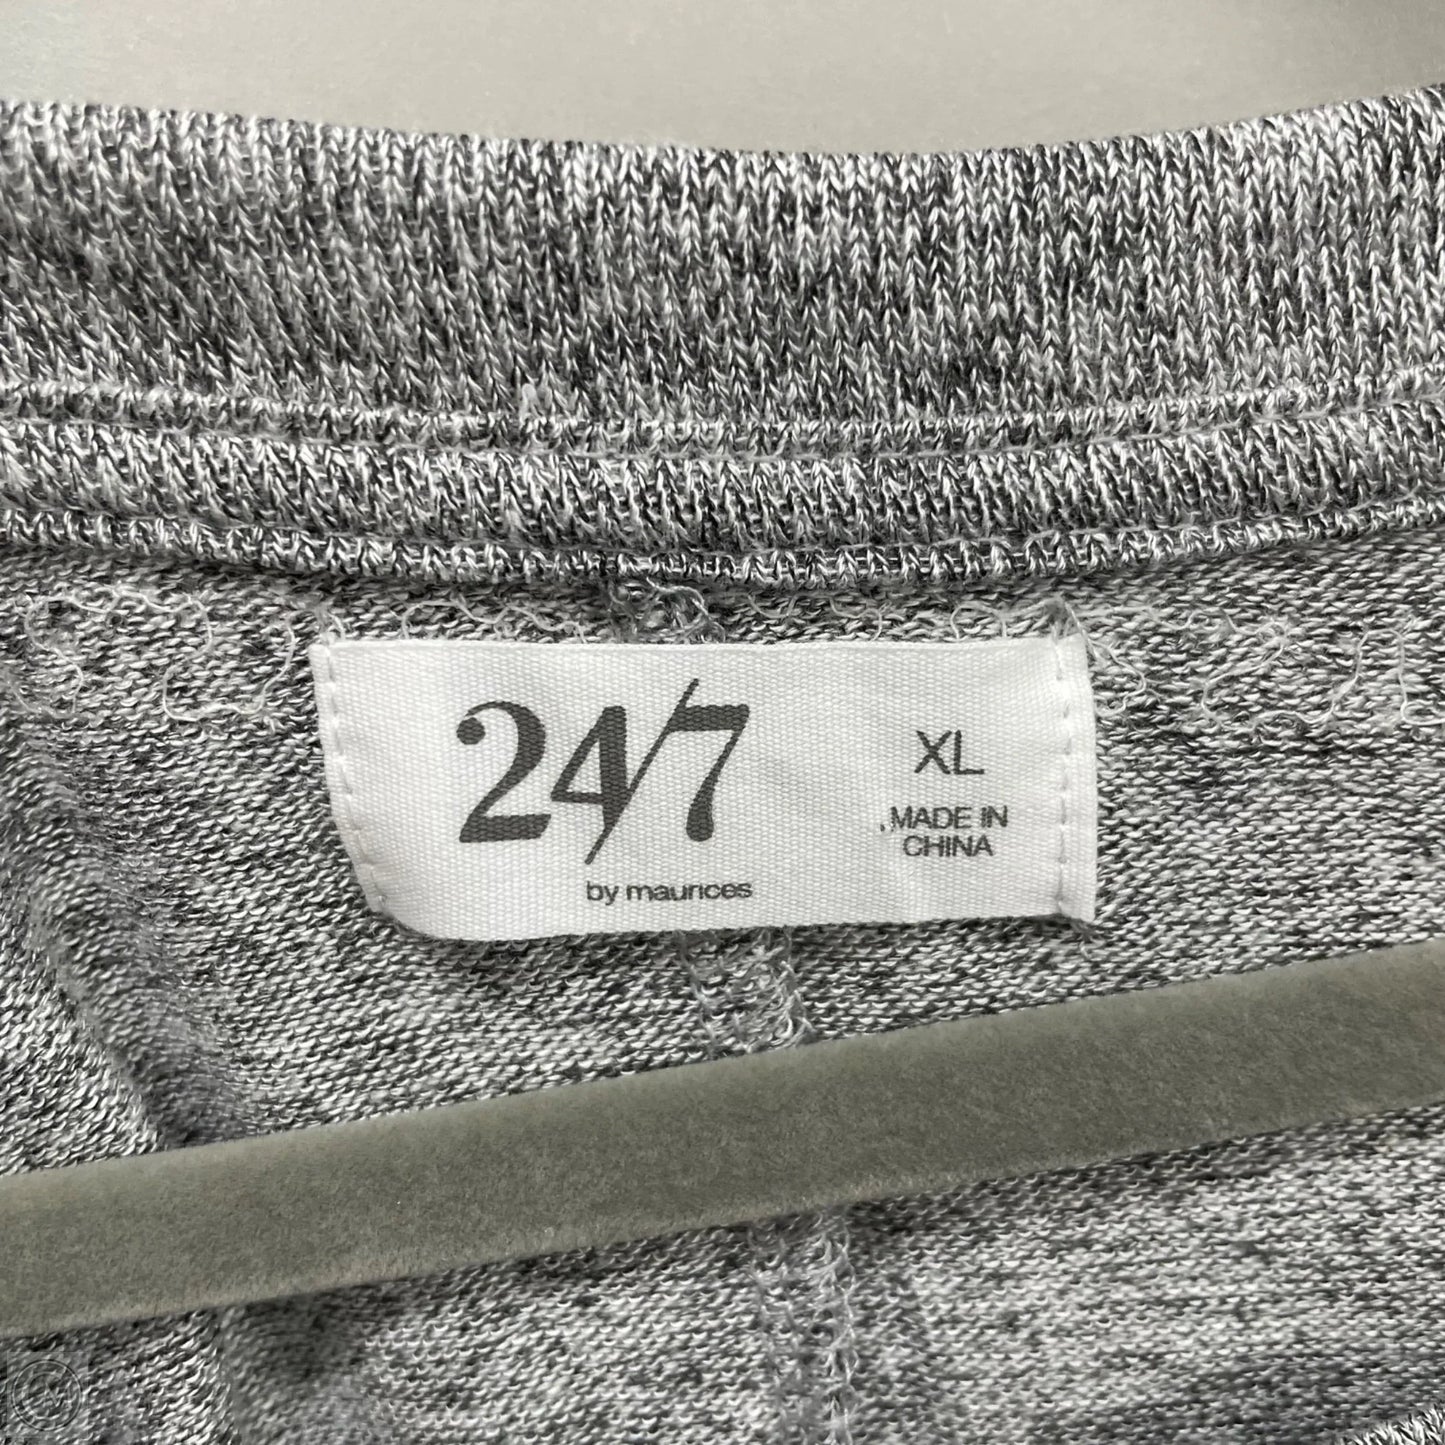 24/7
by maurices
XL
MADE IN
CHINA